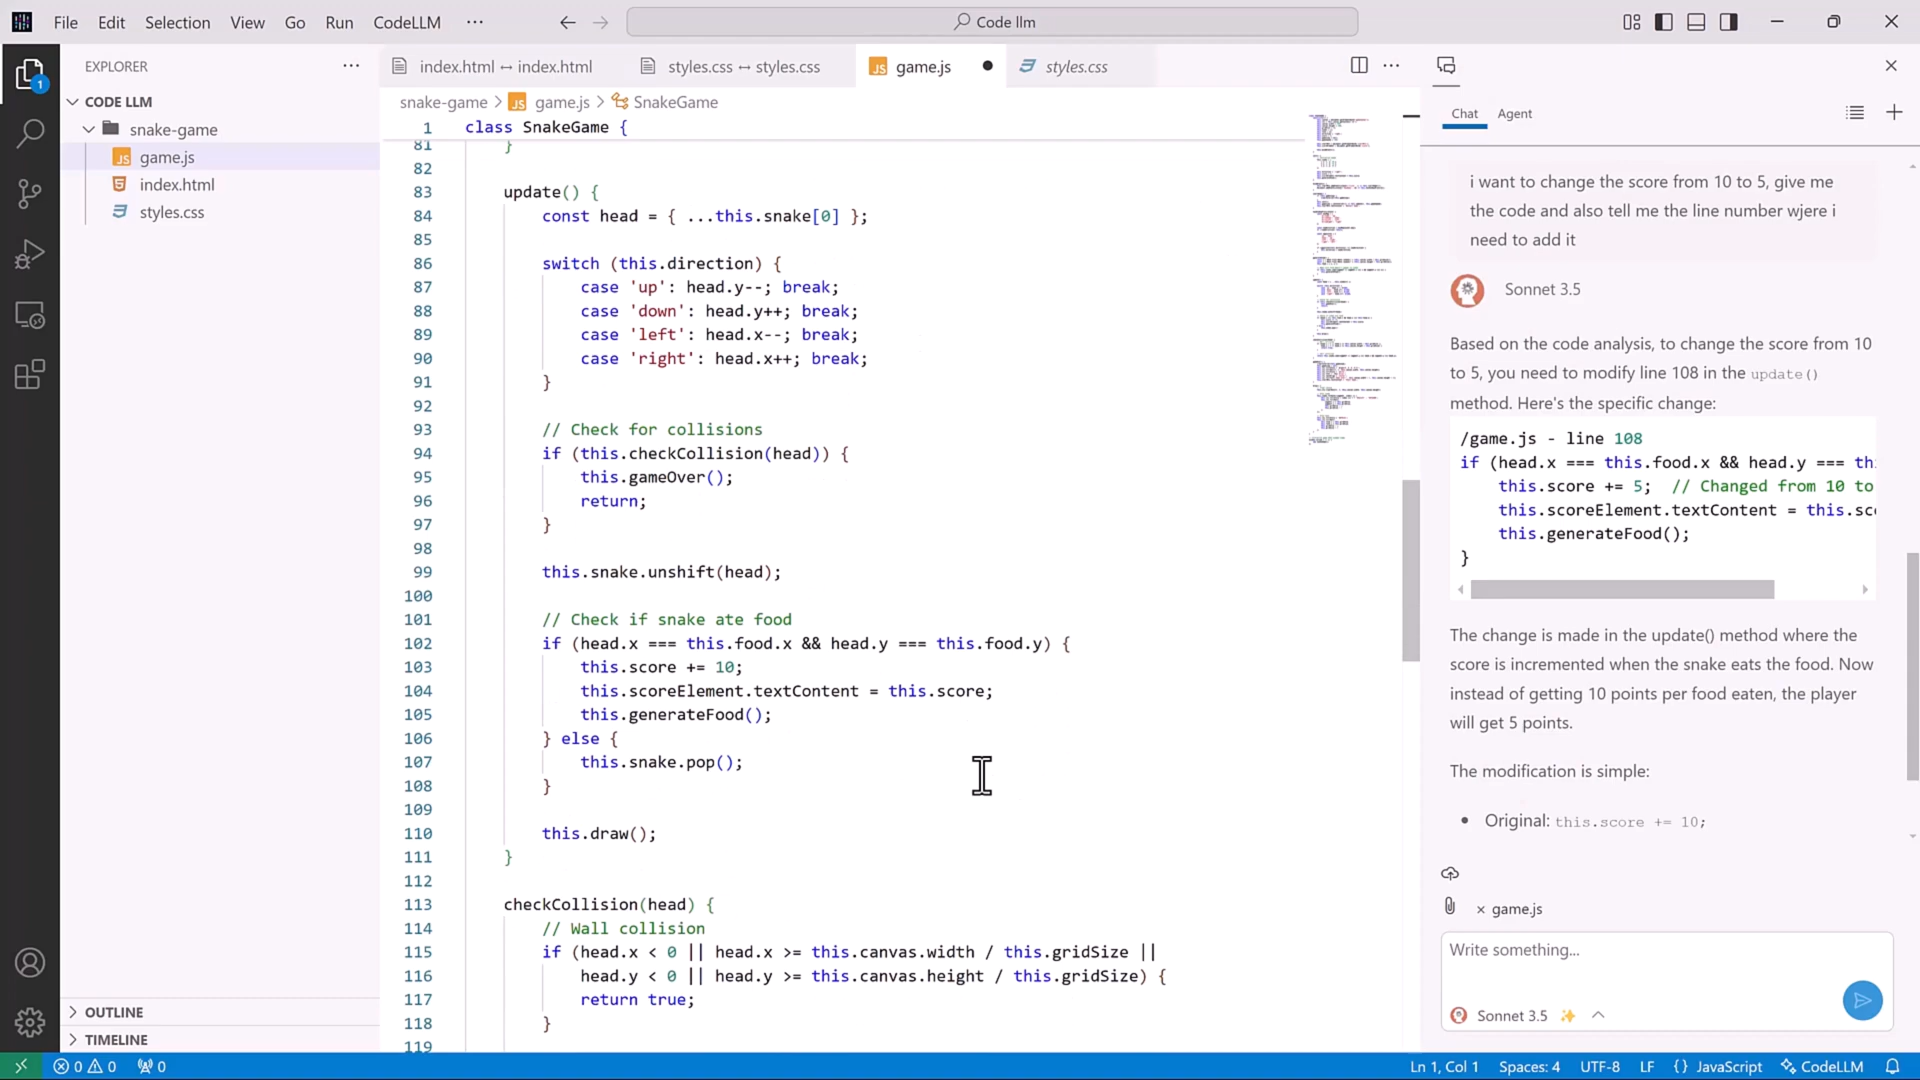 File Edit Selection View Go Run CodeLLM ···
Code llm
EXPLORER ···
CODE LLM
snake-game
game.js
index.html
styles.css
OUTLINE
TIMELINE
index.html ↔ index.html
styles.css ↔ styles.css
game.js
styles.css
snake-game > game.js > SnakeGame
1 class SnakeGame {
81 }
82
83 update() {
84 const head = { ...this.snake[0] };
85
86 switch (this.direction) {
87 case 'up': head.y--; break;
88 case 'down': head.y++; break;
89 case 'left': head.x--; break;
90 case 'right': head.x++; break;
91 }
92
93 // Check for collisions
94 if (this.checkCollision(head)) {
95 this.gameOver();
96 return;
97 }
98
99 this.snake.unshift(head);
100
101 // Check if snake ate food
102 if (head.x === this.food.x && head.y === this.food.y) {
103 this.score += 10;
104 this.scoreElement.textContent = this.score;
105 this.generateFood();
106 } else {
107 this.snake.pop();
108 }
109
110 this.draw();
111 }
112
113 checkCollision(head) {
114 // Wall collision
115 if (head.x < 0 || head.x >= this.canvas.width / this.gridSize ||
116 head.y < 0 || head.y >= this.canvas.height / this.gridSize) {
117 return true;
118 }
119
Chat Agent
i want to change the score from 10 to 5, give me
the code and also tell me the line number wjere i
need to add it
Sonnet 3.5
Based on the code analysis, to change the score from 10
to 5, you need to modify line 108 in the update()
method. Here's the specific change:
/game.js - line 108
if (head.x === this.food.x && head.y === th
this.score += 5; // Changed from 10 to
this.scoreElement.textContent = this.sc
this.generateFood();
}
The change is made in the update() method where the
score is incremented when the snake eats the food. Now
instead of getting 10 points per food eaten, the player
will get 5 points.
The modification is simple:
• Original: this.score += 10;
× game.js
Write something...
Sonnet 3.5
1
0 0 0
Ln 1, Col 1 Spaces: 4 UTF-8 LF {} JavaScript CodeLLM